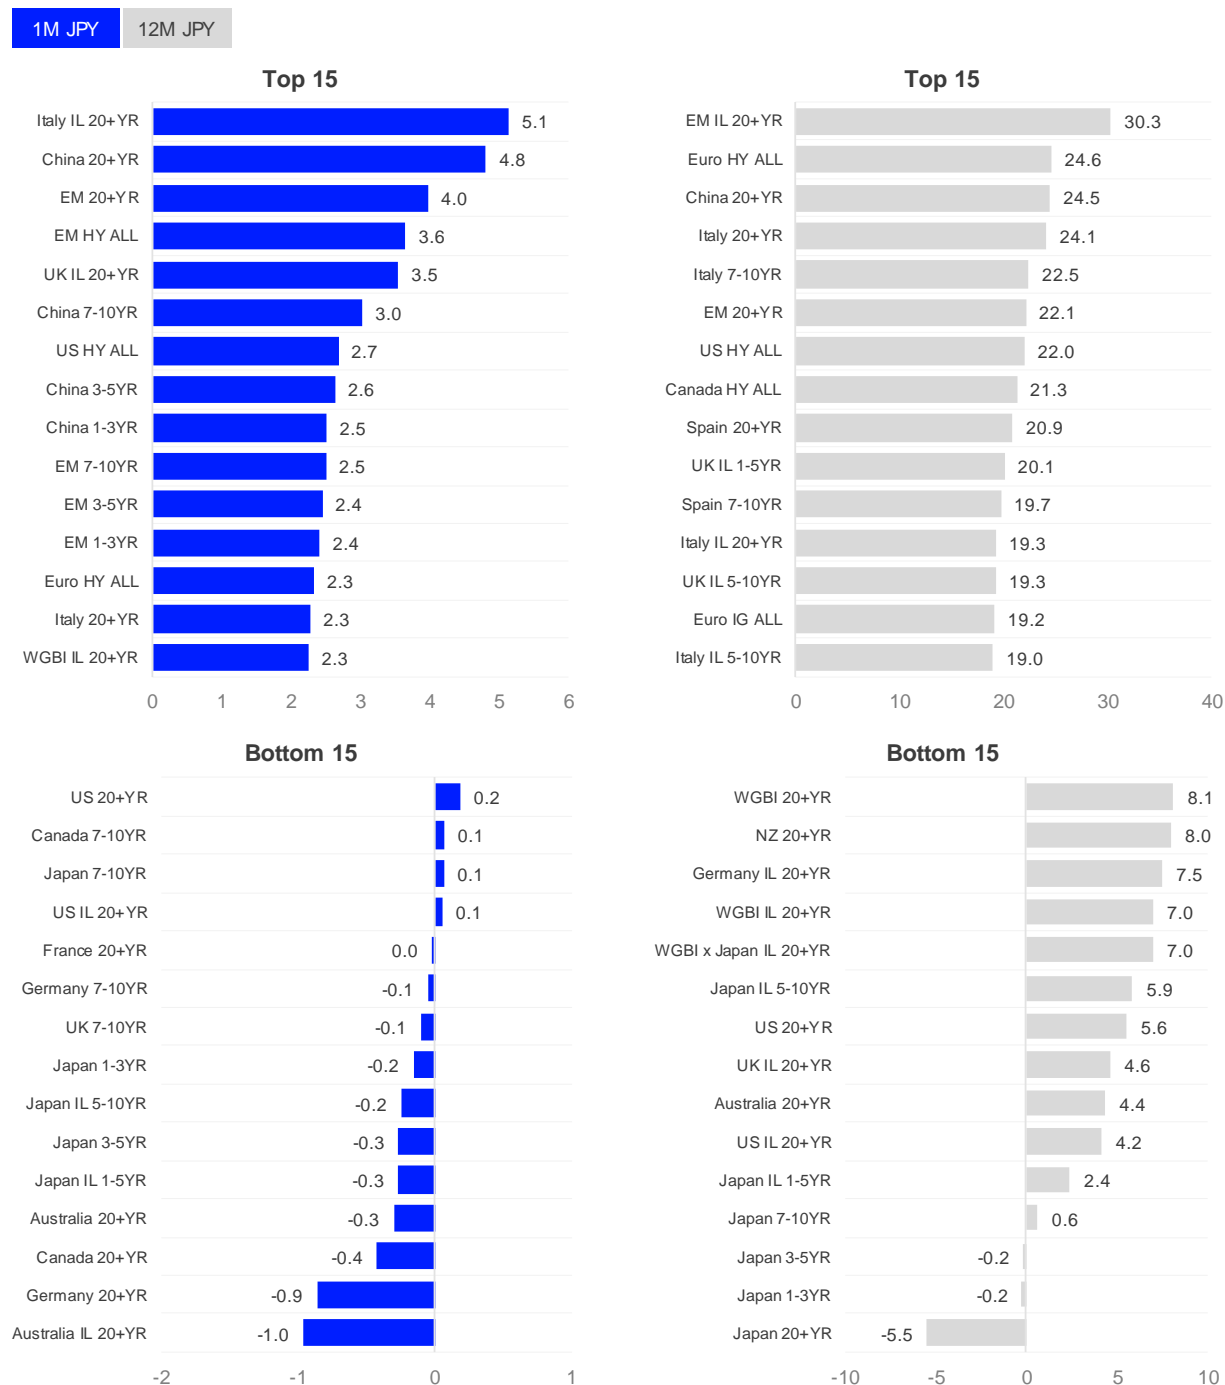 1M JPY 12M JPY
Top 15
Italy IL 20+YR 5.1
China 20+YR 4.8
EM 20+YR 4.0
EM HY ALL 3.6
UK IL 20+YR 3.5
China 7-10YR 3.0
US HY ALL 2.7
China 3-5YR 2.6
China 1-3YR 2.5
EM 7-10YR 2.5
EM 3-5YR 2.4
EM 1-3YR 2.4
Euro HY ALL 2.3
Italy 20+YR 2.3
WGBI IL 20+YR 2.3
0 1 2 3 4 5 6
Top 15
EM IL 20+YR 30.3
Euro HY ALL 24.6
China 20+YR 24.5
Italy 20+YR 24.1
Italy 7-10YR 22.5
EM 20+YR 22.1
US HY ALL 22.0
Canada HY ALL 21.3
Spain 20+YR 20.9
UK IL 1-5YR 20.1
Spain 7-10YR 19.7
Italy IL 20+YR 19.3
UK IL 5-10YR 19.3
Euro IG ALL 19.2
Italy IL 5-10YR 19.0
0 10 20 30 40
Bottom 15
US 20+YR 0.2
Canada 7-10YR 0.1
Japan 7-10YR 0.1
US IL 20+YR 0.1
France 20+YR 0.0
Germany 7-10YR -0.1
UK 7-10YR -0.1
Japan 1-3YR -0.2
Japan IL 5-10YR -0.2
Japan 3-5YR -0.3
Japan IL 1-5YR -0.3
Australia 20+YR -0.3
Canada 20+YR -0.4
Germany 20+YR -0.9
Australia IL 20+YR -1.0
-2 -1 0 1
Bottom 15
WGBI 20+YR 8.1
NZ 20+YR 8.0
Germany IL 20+YR 7.5
WGBI IL 20+YR 7.0
WGBI x Japan IL 20+YR 7.0
Japan IL 5-10YR 5.9
US 20+YR 5.6
UK IL 20+YR 4.6
Australia 20+YR 4.4
US IL 20+YR 4.2
Japan IL 1-5YR 2.4
Japan 7-10YR 0.6
Japan 3-5YR -0.2
Japan 1-3YR -0.2
Japan 20+YR -5.5
-10 -5 0 5 10